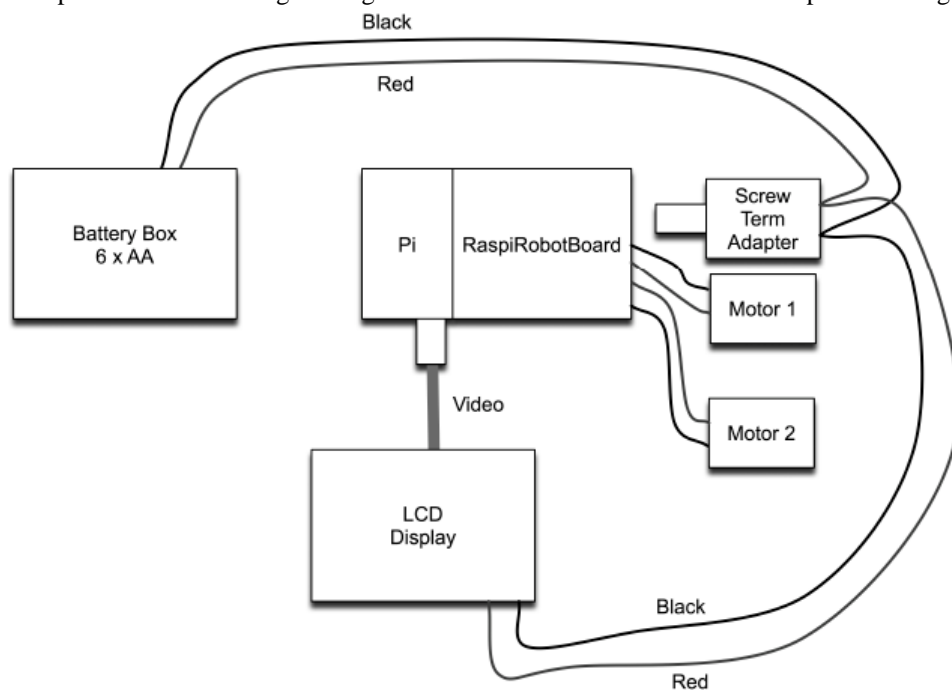 Black
Red
Battery Box
6 x AA
Pi
RaspiRobotBoard
Screw
Term
Adapter
Motor 1
Video
Motor 2
LCD
Display
Black
Red